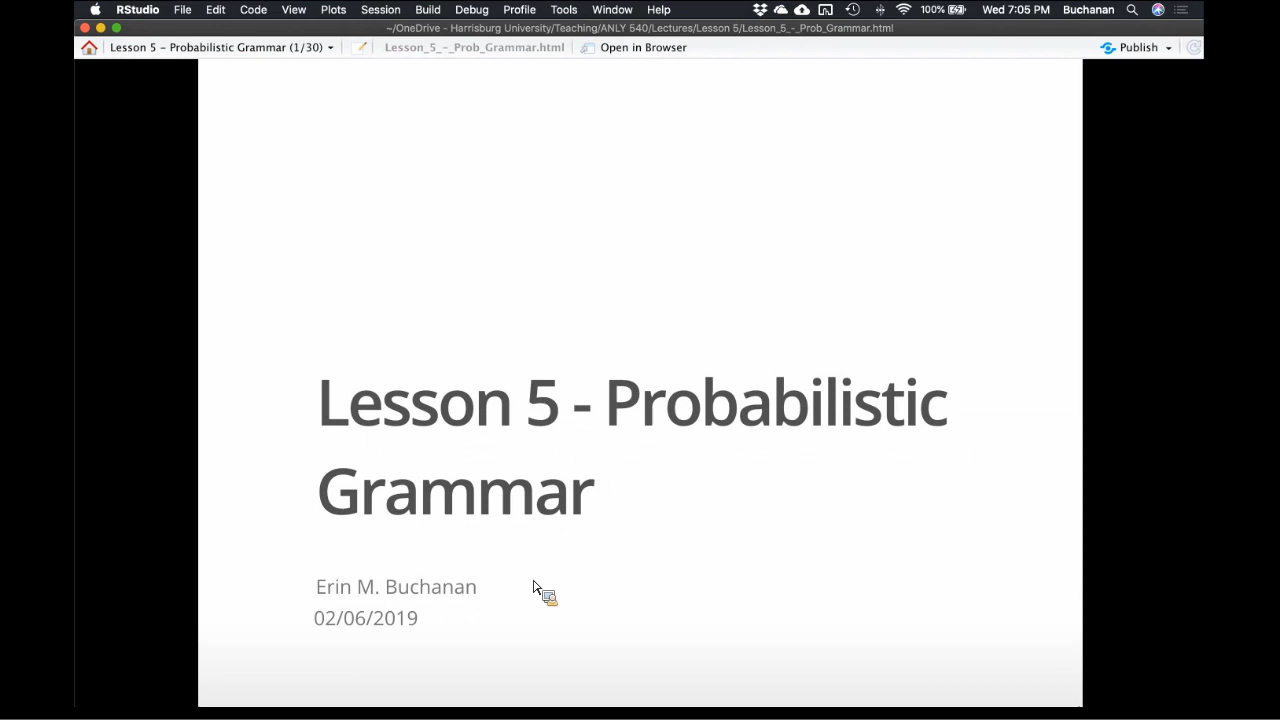 RStudio File Edit Code View Plots Session Build Debug Profile Tools Window Help 100% Wed 7:05 PM Buchanan
~/OneDrive - Harrisburg University/Teaching/ANLY 540/Lectures/Lesson 5/Lesson_5_-_Prob_Grammar.html
Lesson 5 - Probabilistic Grammar (1/30) Lesson_5_-_Prob_Grammar.html Open in Browser Publish
Lesson 5 - Probabilistic
Grammar
Erin M. Buchanan
02/06/2019